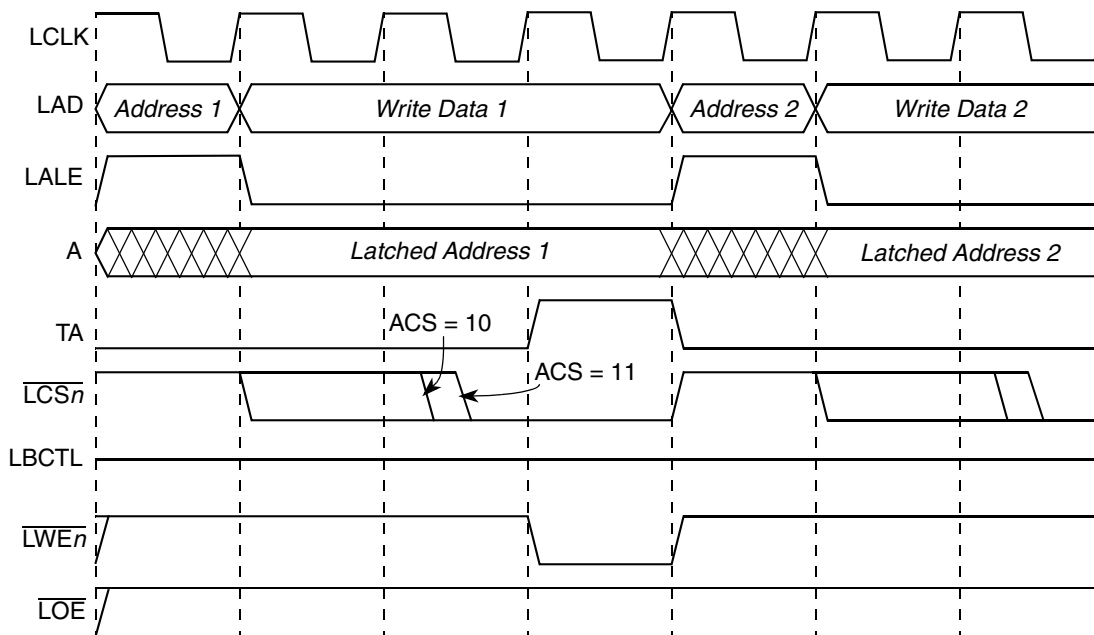 LCLK
LAD
Address 1
Write Data 1
Address 2
Write Data 2
LALE
A
Latched Address 1
Latched Address 2
TA
ACS = 10
ACS = 11
LCSn
LBCTL
LWEn
LOE